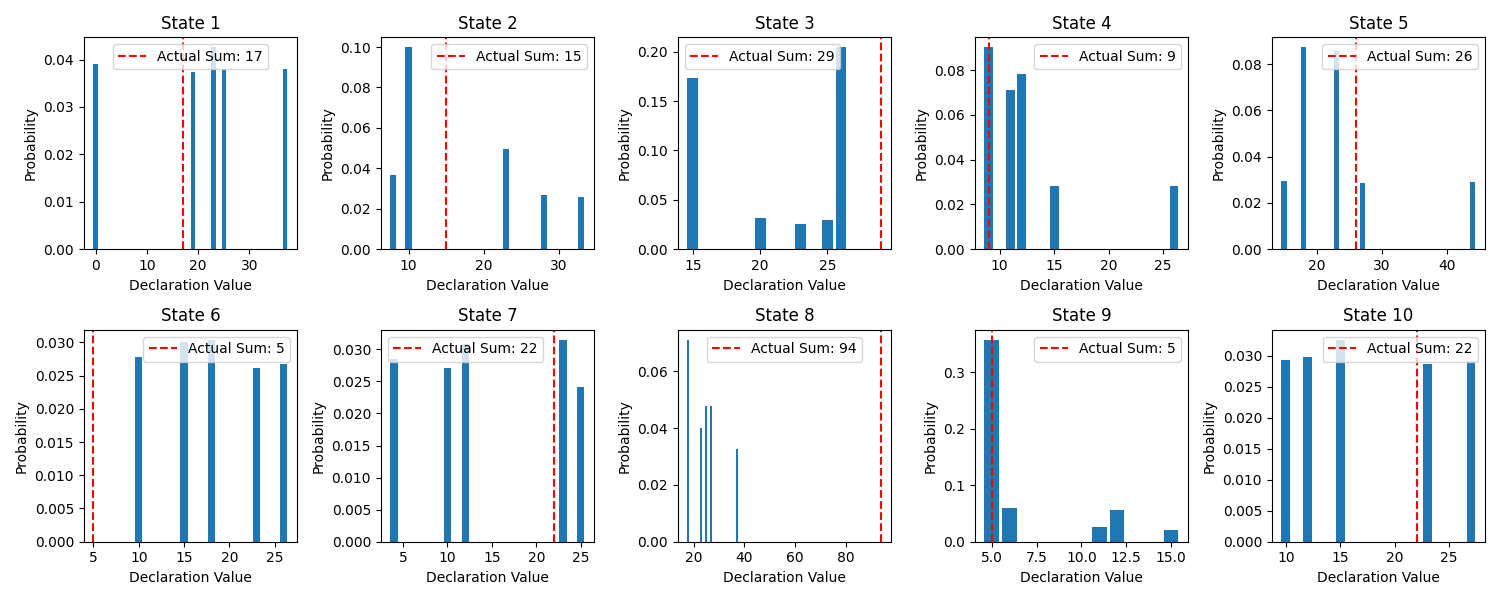 State 1
State 2
State 3
State 4
State 5
Actual Sum: 17
Actual Sum: 15
Actual Sum: 29
Actual Sum: 9
Actual Sum: 26
Probability
0.04
0.03
0.02
0.01
0.00
0 10 20 30
Declaration Value
Probability
0.10
0.08
0.06
0.04
0.02
0.00
10 20 30
Declaration Value
Probability
0.20
0.15
0.10
0.05
0.00
15 20 25
Declaration Value
Probability
0.08
0.06
0.04
0.02
0.00
10 15 20 25
Declaration Value
Probability
0.08
0.06
0.04
0.02
0.00
20 30 40
Declaration Value
State 6
State 7
State 8
State 9
State 10
Actual Sum: 5
Actual Sum: 22
Actual Sum: 94
Actual Sum: 5
Actual Sum: 22
Probability
0.030
0.025
0.020
0.015
0.010
0.005
0.000
5 10 15 20 25
Declaration Value
Probability
0.030
0.025
0.020
0.015
0.010
0.005
0.000
5 10 15 20 25
Declaration Value
Probability
0.06
0.04
0.02
0.00
20 40 60 80
Declaration Value
Probability
0.3
0.2
0.1
0.0
5.0 7.5 10.0 12.5 15.0
Declaration Value
Probability
0.030
0.025
0.020
0.015
0.010
0.005
0.000
10 15 20 25
Declaration Value